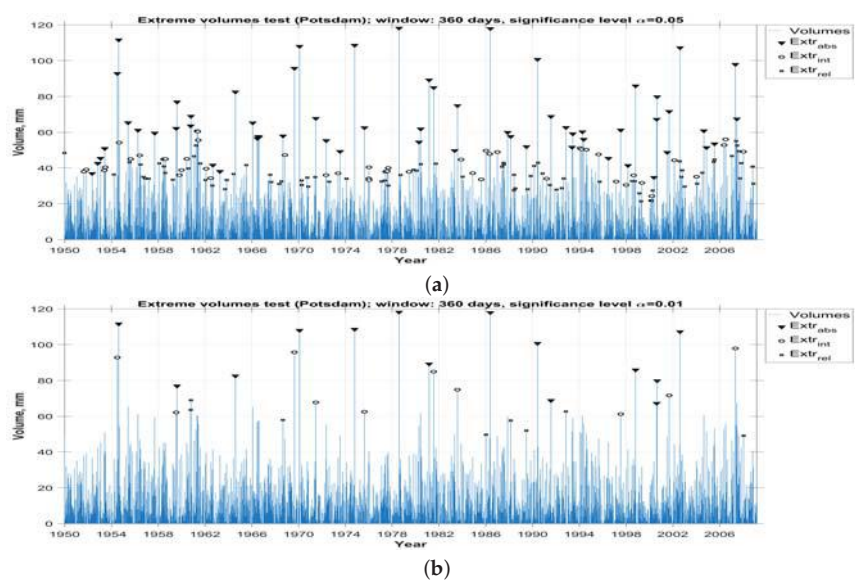 Extreme volumes test (Potsdam); window: 360 days, significance level α=0.05
Volumes
Extr_abs
Extr_int
Extr_rel
Volume, mm
120
100
80
60
40
20
0
1950 1954 1958 1962 1966 1970 1974 1978 1982 1986 1990 1994 1998 2002 2006
Year
(a)
Extreme volumes test (Potsdam); window: 360 days, significance level α=0.01
Volumes
Extr_abs
Extr_int
Extr_rel
Volume, mm
120
100
80
60
40
20
0
1950 1954 1958 1962 1966 1970 1974 1978 1982 1986 1990 1994 1998 2002 2006
Year
(b)